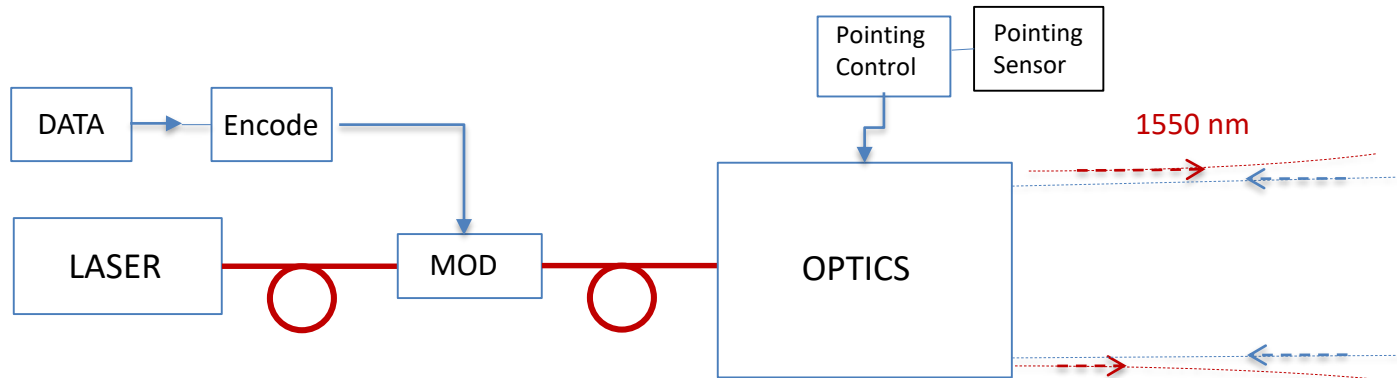 Pointing
Control
Pointing
Sensor
DATA
Encode
1550 nm
LASER
MOD
OPTICS